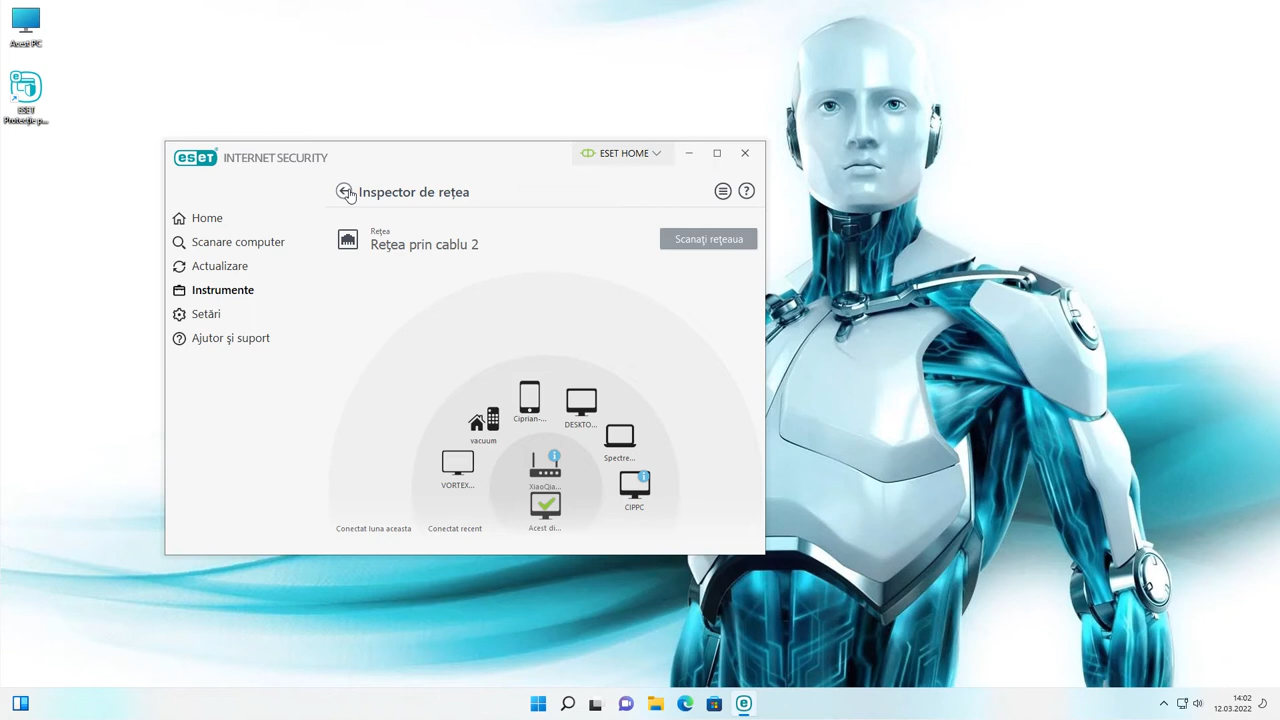 Acest PC
ESET
Protecție p...
eset INTERNET SECURITY
ESET HOME
Inspector de rețea
Home
Scanare computer
Actualizare
Instrumente
Setări
Ajutor și suport
Rețea
Rețea prin cablu 2
Scanați rețeaua
Ciprian-...
DESKTO...
vacuum
Spectre...
VORTEX...
XiaoQia...
CIPPC
Acest di...
Conectat luna aceasta
Conectat recent
14:02
12.03.2022